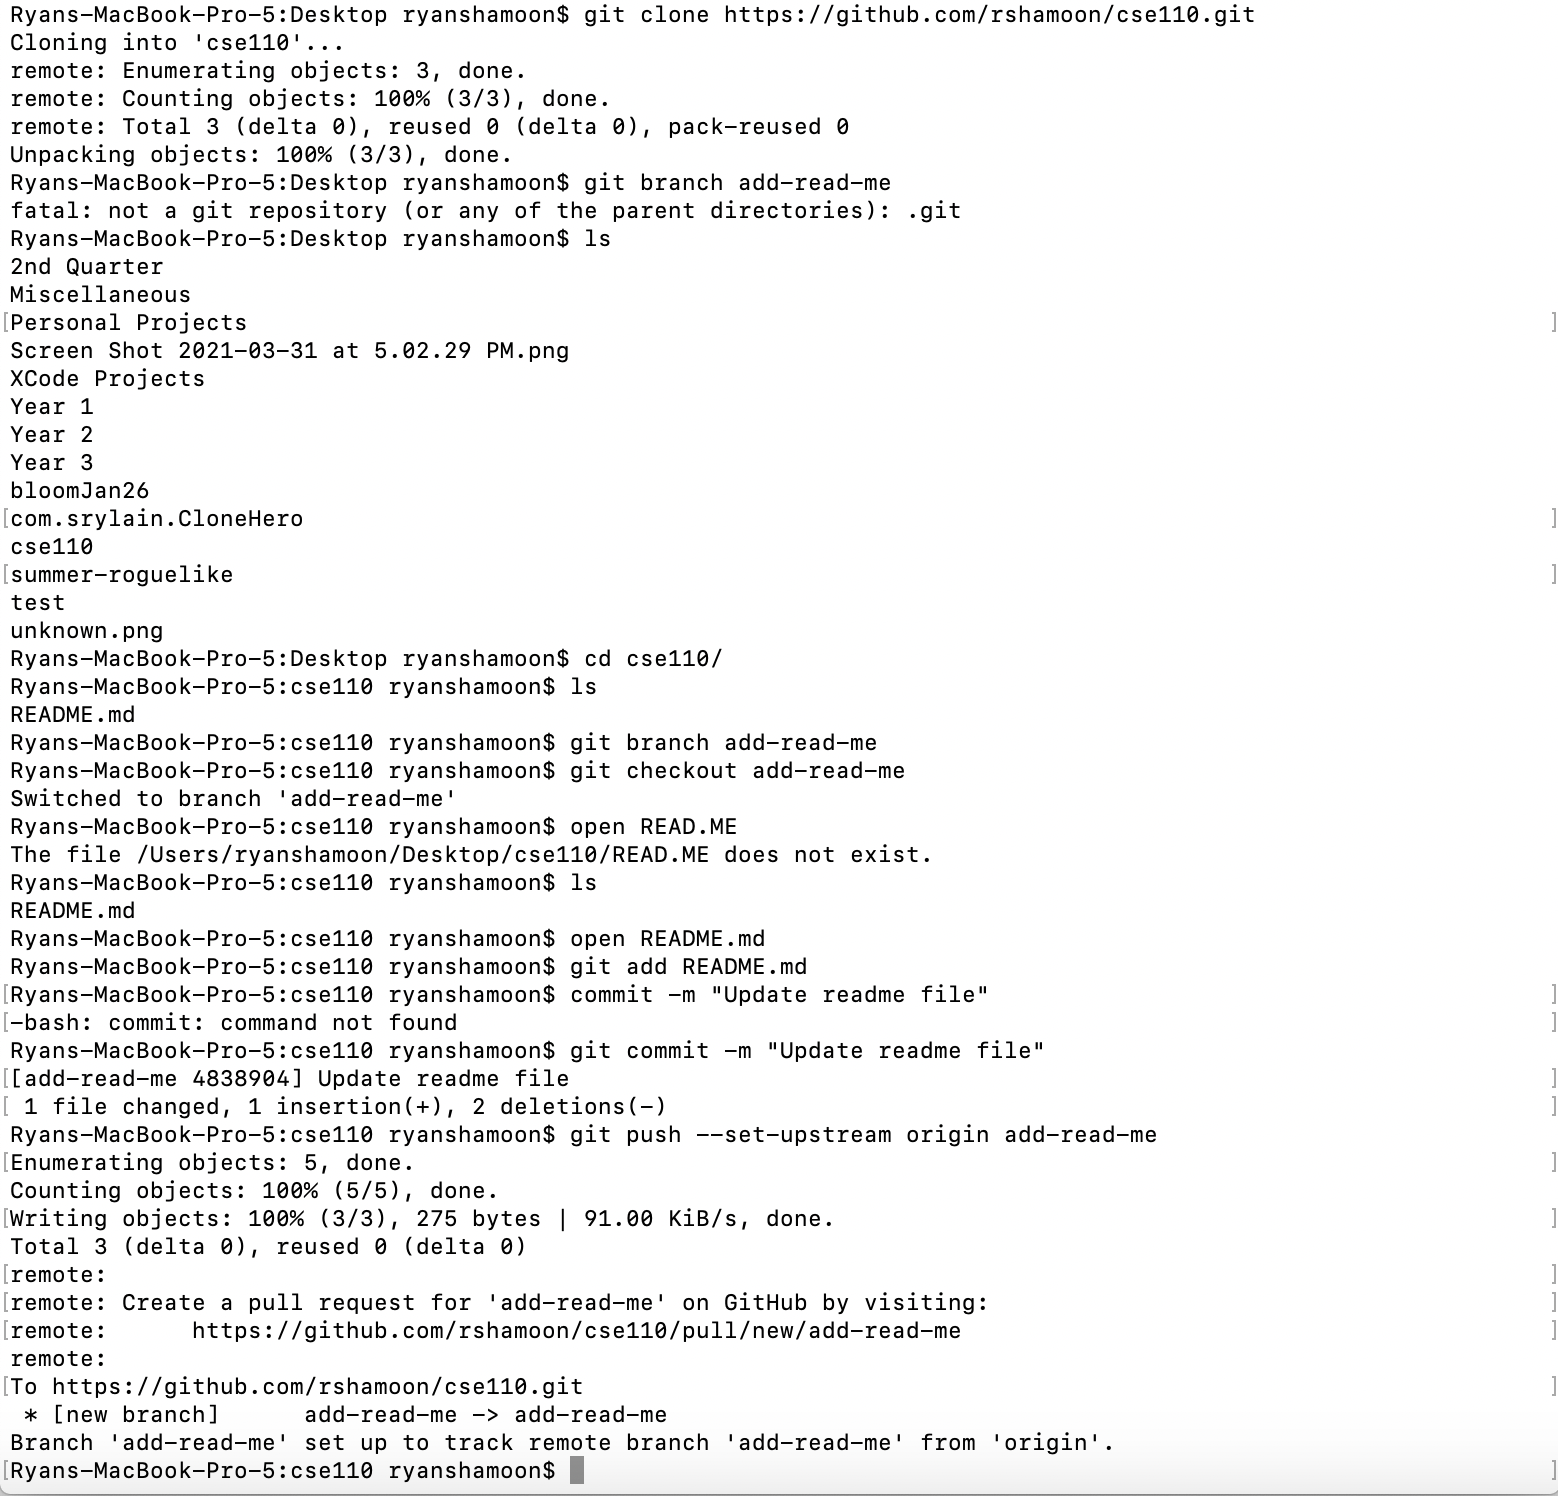 Ryans-MacBook-Pro-5:Desktop ryanshamoon$ git clone https://github.com/rshamoon/cse110.git
Cloning into 'cse110'...
remote: Enumerating objects: 3, done.
remote: Counting objects: 100% (3/3), done.
remote: Total 3 (delta 0), reused 0 (delta 0), pack-reused 0
Unpacking objects: 100% (3/3), done.
Ryans-MacBook-Pro-5:Desktop ryanshamoon$ git branch add-read-me
fatal: not a git repository (or any of the parent directories): .git
Ryans-MacBook-Pro-5:Desktop ryanshamoon$ ls
2nd Quarter
Miscellaneous
[Personal Projects ]
Screen Shot 2021-03-31 at 5.02.29 PM.png
XCode Projects
Year 1
Year 2
Year 3
bloomJan26
[com.srylain.CloneHero ]
cse110
[summer-roguelike ]
test
unknown.png
Ryans-MacBook-Pro-5:Desktop ryanshamoon$ cd cse110/
Ryans-MacBook-Pro-5:cse110 ryanshamoon$ ls
README.md
Ryans-MacBook-Pro-5:cse110 ryanshamoon$ git branch add-read-me
Ryans-MacBook-Pro-5:cse110 ryanshamoon$ git checkout add-read-me
Switched to branch 'add-read-me'
Ryans-MacBook-Pro-5:cse110 ryanshamoon$ open READ.ME
The file /Users/ryanshamoon/Desktop/cse110/READ.ME does not exist.
Ryans-MacBook-Pro-5:cse110 ryanshamoon$ ls
README.md
Ryans-MacBook-Pro-5:cse110 ryanshamoon$ open README.md
Ryans-MacBook-Pro-5:cse110 ryanshamoon$ git add README.md
[Ryans-MacBook-Pro-5:cse110 ryanshamoon$ commit -m "Update readme file" ]
[-bash: commit: command not found ]
Ryans-MacBook-Pro-5:cse110 ryanshamoon$ git commit -m "Update readme file"
[[add-read-me 4838904] Update readme file ]
[ 1 file changed, 1 insertion(+), 2 deletions(-) ]
Ryans-MacBook-Pro-5:cse110 ryanshamoon$ git push --set-upstream origin add-read-me
[Enumerating objects: 5, done. ]
Counting objects: 100% (5/5), done.
[Writing objects: 100% (3/3), 275 bytes | 91.00 KiB/s, done. ]
Total 3 (delta 0), reused 0 (delta 0)
[remote: ]
[remote: Create a pull request for 'add-read-me' on GitHub by visiting: ]
[remote:      https://github.com/rshamoon/cse110/pull/new/add-read-me ]
remote:
[To https://github.com/rshamoon/cse110.git ]
 * [new branch]      add-read-me -> add-read-me
Branch 'add-read-me' set up to track remote branch 'add-read-me' from 'origin'.
[Ryans-MacBook-Pro-5:cse110 ryanshamoon$ ]